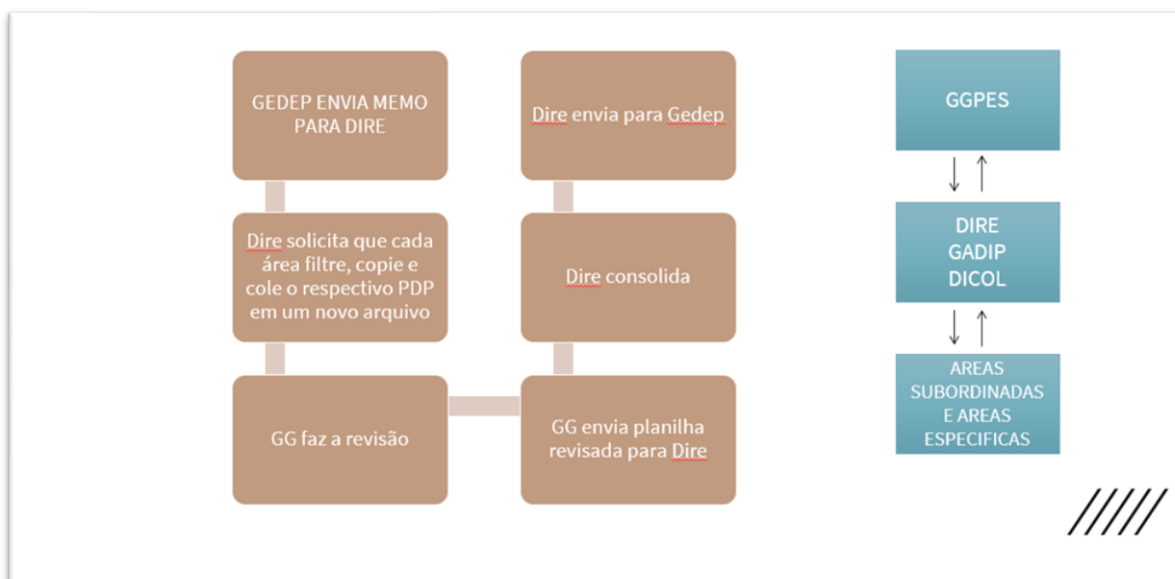 GEDEP ENVIA MEMO
PARA DIRE
Dire solicita que cada
área filtre, copie e
cole o respectivo PDP
em um novo arquivo
GG faz a revisão
GG envia planilha
revisada para Dire
Dire consolida
Dire envia para Gedep
GGPES
DIRE
GADIP
DICOL
AREAS
SUBORDINADAS
E AREAS
ESPECIFICAS